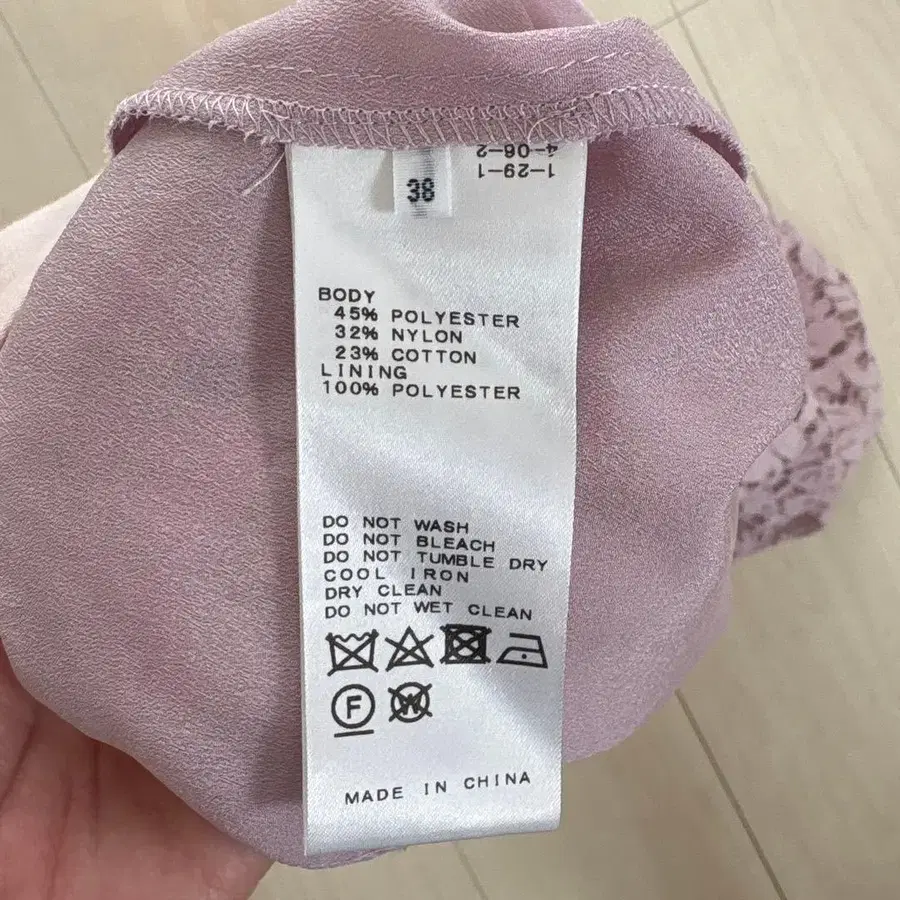 38
1-29-1
4-06-2
BODY
45% POLYESTER
32% NYLON
23% COTTON
LINING
100% POLYESTER
DO NOT WASH
DO NOT BLEACH
DO NOT TUMBLE DRY
COOL IRON
DRY CLEAN
DO NOT WET CLEAN
F
W
MADE IN CHINA